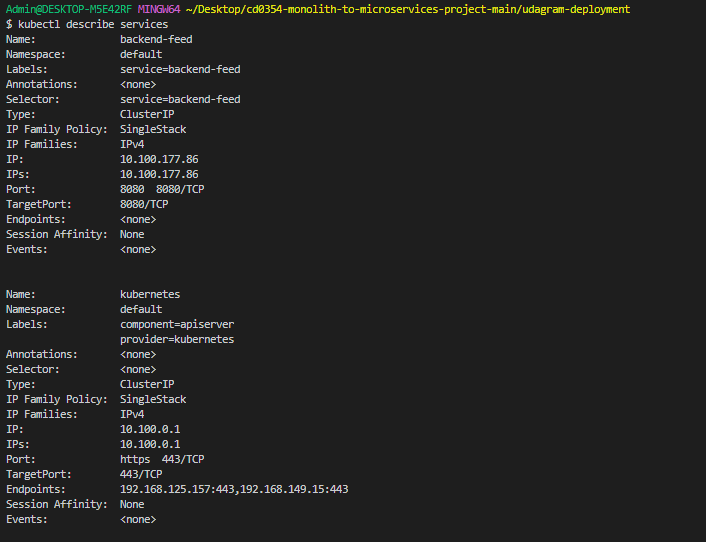 Admin@DESKTOP-M5E42RF MINGW64 ~/Desktop/cd0354-monolith-to-microservices-project-main/udagram-deployment
$ kubectl describe services
Name:              backend-feed
Namespace:         default
Labels:            service=backend-feed
Annotations:       <none>
Selector:          service=backend-feed
Type:              ClusterIP
IP Family Policy:  SingleStack
IP Families:       IPv4
IP:                10.100.177.86
IPs:               10.100.177.86
Port:              8080  8080/TCP
TargetPort:        8080/TCP
Endpoints:         <none>
Session Affinity:  None
Events:            <none>
Name:              kubernetes
Namespace:         default
Labels:            component=apiserver
                   provider=kubernetes
Annotations:       <none>
Selector:          <none>
Type:              ClusterIP
IP Family Policy:  SingleStack
IP Families:       IPv4
IP:                10.100.0.1
IPs:               10.100.0.1
Port:              https  443/TCP
TargetPort:        443/TCP
Endpoints:         192.168.125.157:443,192.168.149.15:443
Session Affinity:  None
Events:            <none>